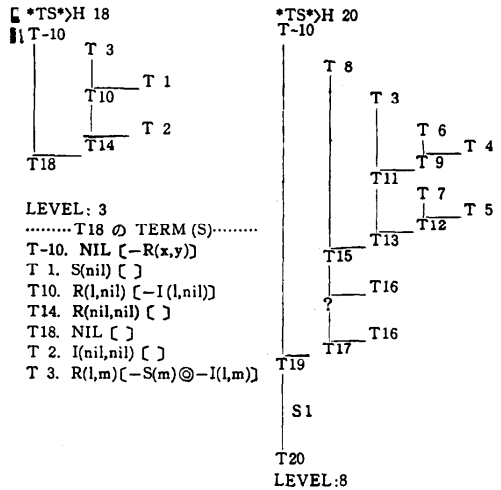 *TS*>H 18
T-10
T 3
T 1
T10
T 2
T14
T18
LEVEL: 3
………T18 の TERM (S)………
T-10. NIL [-R(x,y)]
T 1. S(nil) [ ]
T10. R(l,nil) [-I(l,nil)]
T14. R(nil,nil) [ ]
T18. NIL [ ]
T 2. I(nil,nil) [ ]
T 3. R(l,m)[-S(m)◎-I(l,m)]
*TS*>H 20
T-10
T 8
T 3
T 6
T 4
T 9
T11
T 7
T 5
T12
T13
T15
T16
?
T16
T17
T19
S1
T20
LEVEL:8